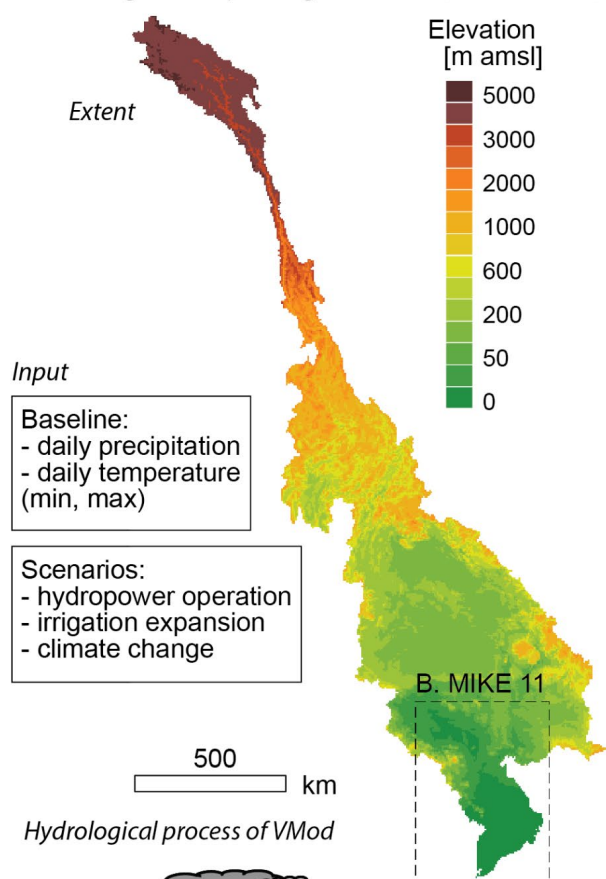 Elevation
[m amsl]
Extent
5000
3000
2000
1000
600
200
50
0
Input
Baseline:
- daily precipitation
- daily temperature
(min, max)
Scenarios:
- hydropower operation
- irrigation expansion
- climate change
B. MIKE 11
500
km
Hydrological process of VMod